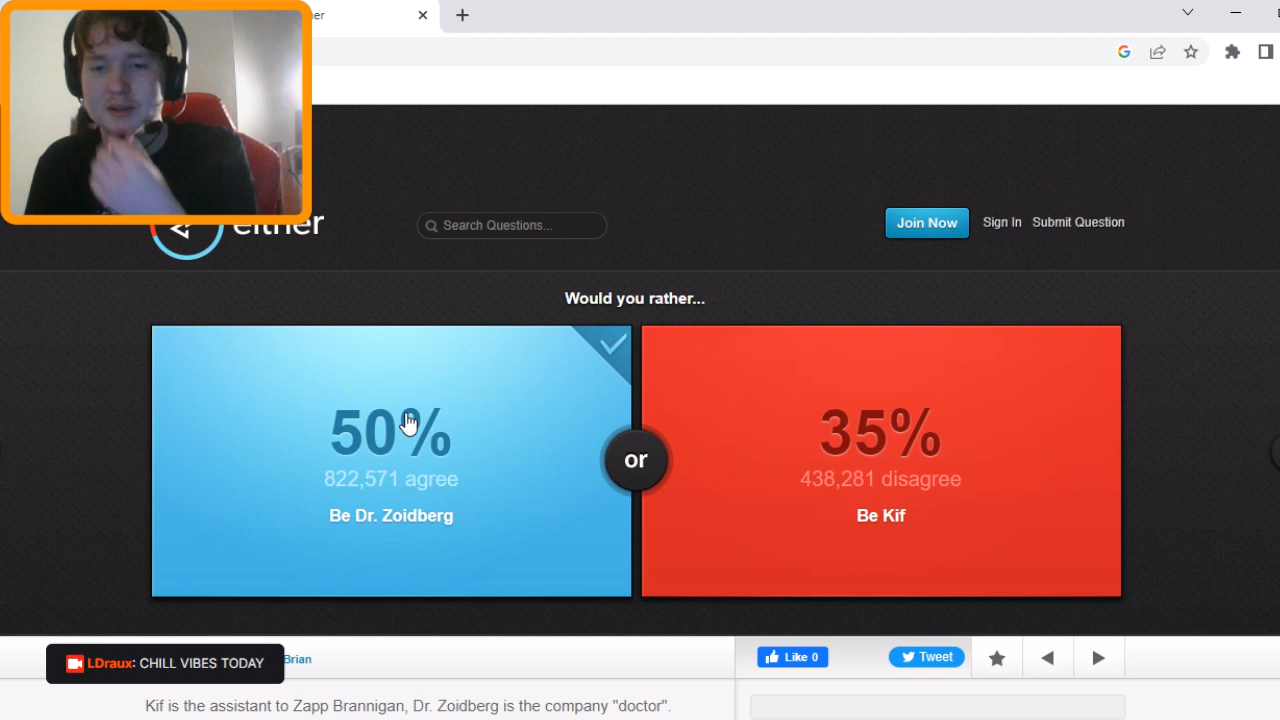 her
either
Search Questions...
Join Now
Sign In
Submit Question
Would you rather...
50%
822,571 agree
Be Dr. Zoidberg
or
35%
438,281 disagree
Be Kif
LDraux: CHILL VIBES TODAY
Brian
Like 0
Tweet
Kif is the assistant to Zapp Brannigan, Dr. Zoidberg is the company "doctor".